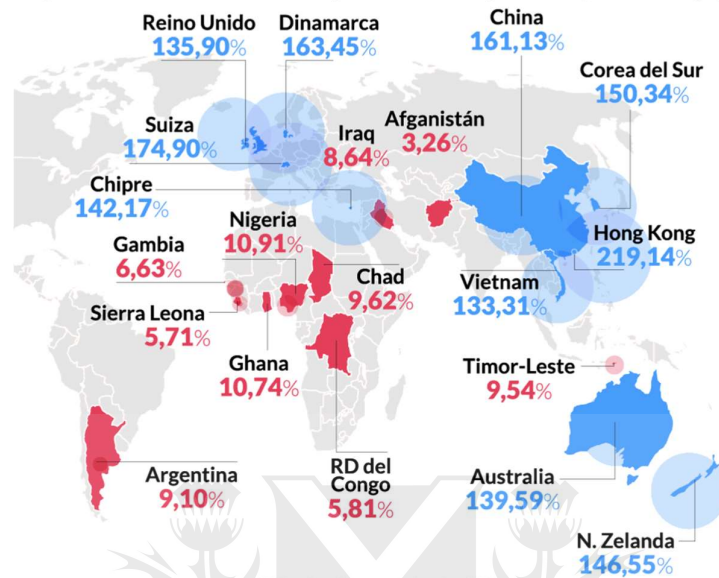 Reino Unido
135,90%
Dinamarca
163,45%
China
161,13%
Corea del Sur
150,34%
Suiza
174,90%
Iraq
8,64%
Afganistán
3,26%
Chipre
142,17%
Nigeria
10,91%
Gambia
6,63%
Hong Kong
219,14%
Chad
9,62%
Vietnam
133,31%
Sierra Leona
5,71%
Ghana
10,74%
Timor-Leste
9,54%
Argentina
9,10%
RD del
Congo
5,81%
Australia
139,59%
N. Zelanda
146,55%